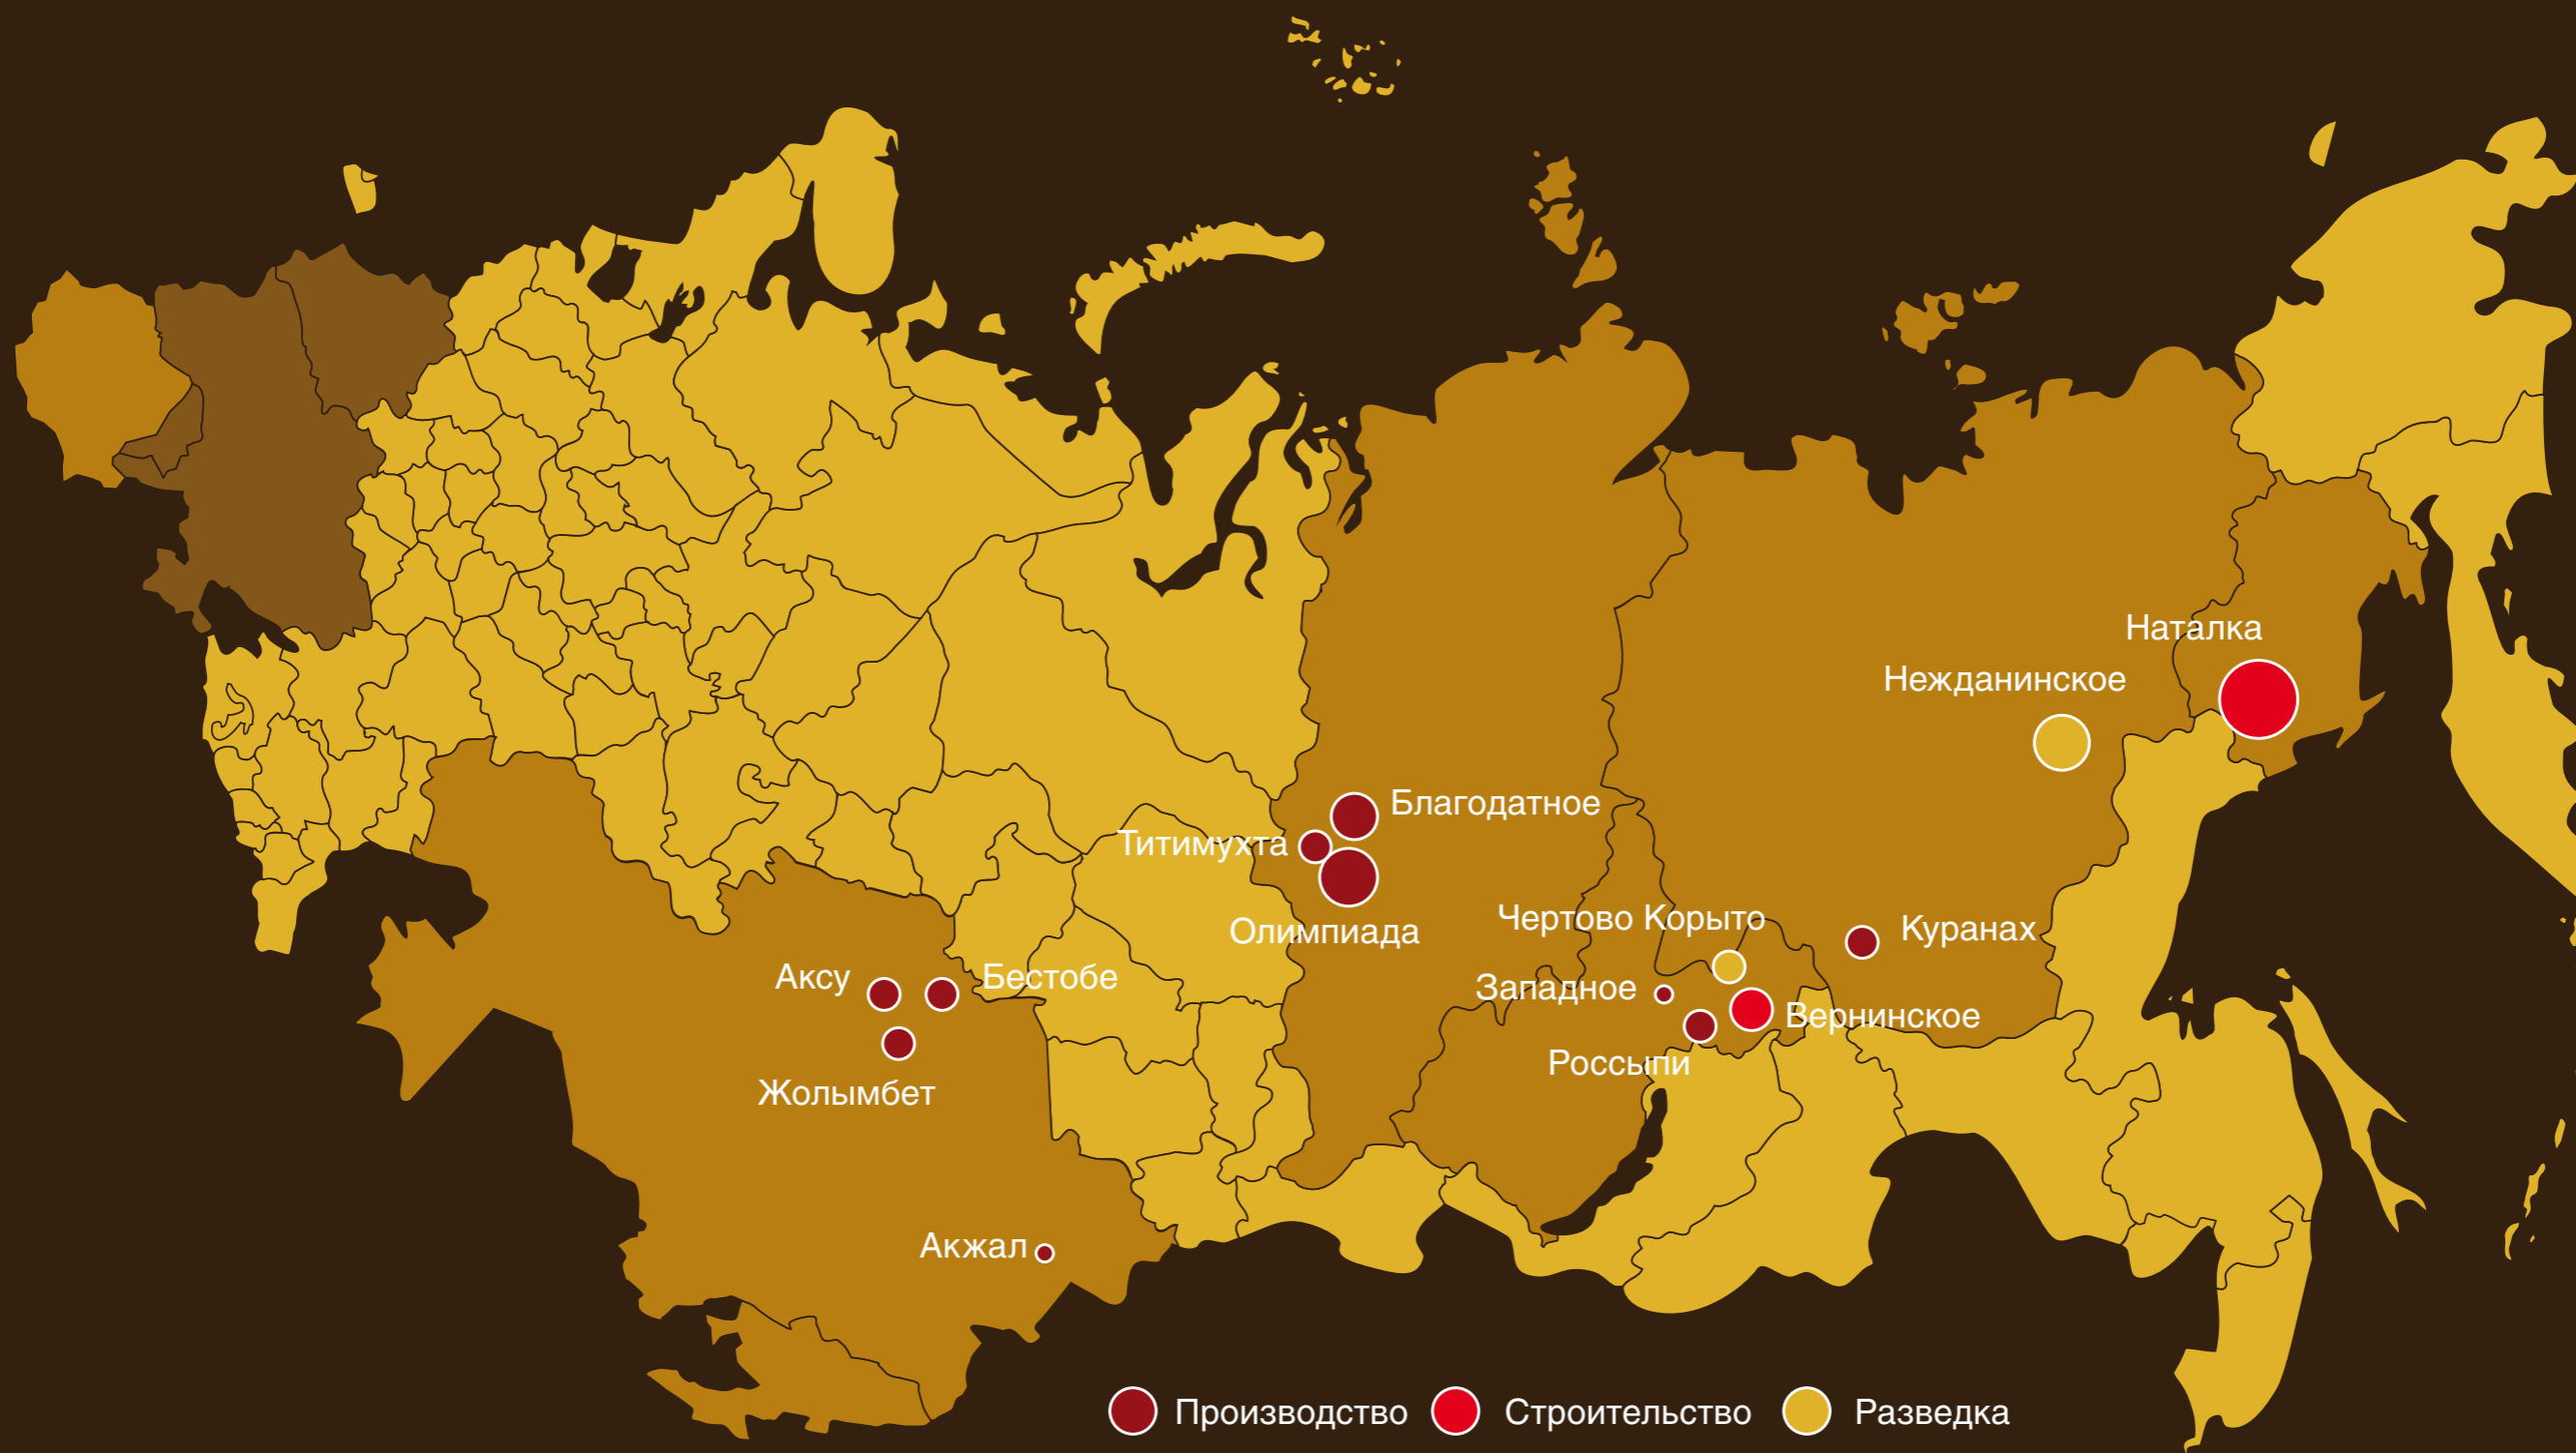 Наталка
Нежданинское
Благодатное
Титимухта
Олимпиада
Чертово Корыто
Куранах
Аксу
Бестобе
Западное
Вернинское
Россыпи
Жолымбет
Акжал
Производство
Строительство
Разведка